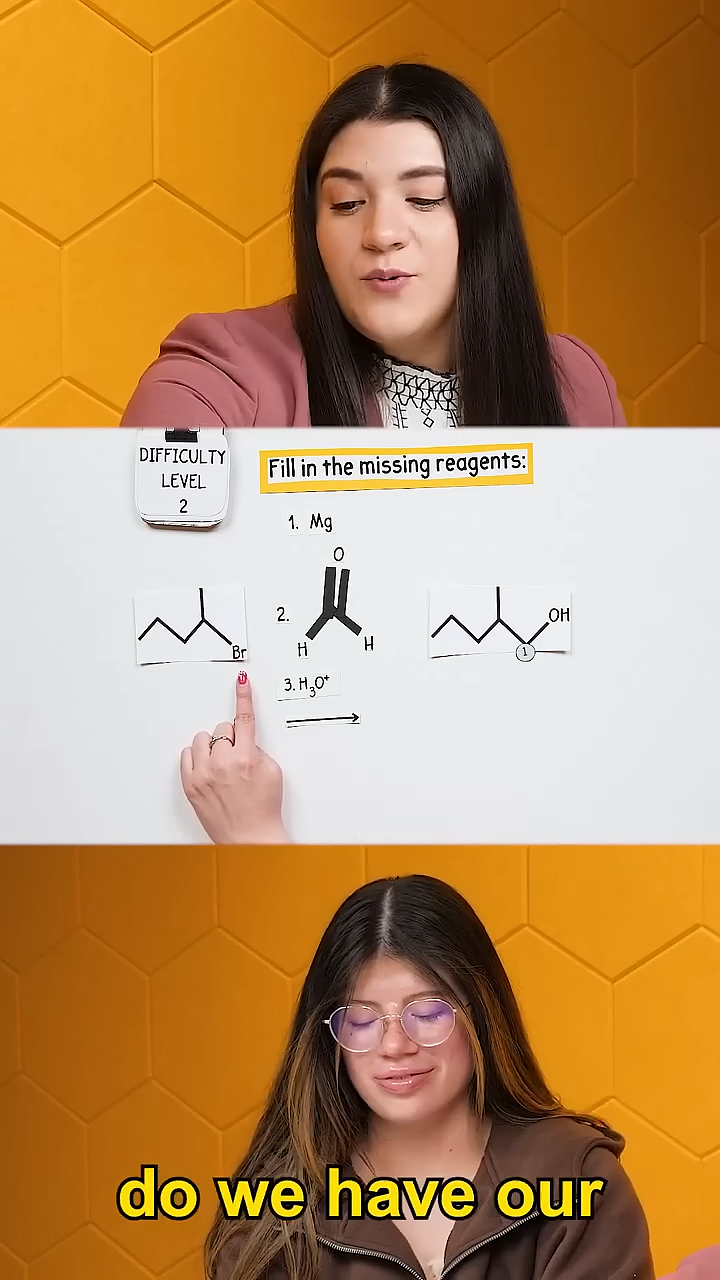 DIFFICULTY
LEVEL
2
Fill in the missing reagents:
1. Mg
O
2.
H
H
3. H₃O⁺
Br
OH
1
do we have our